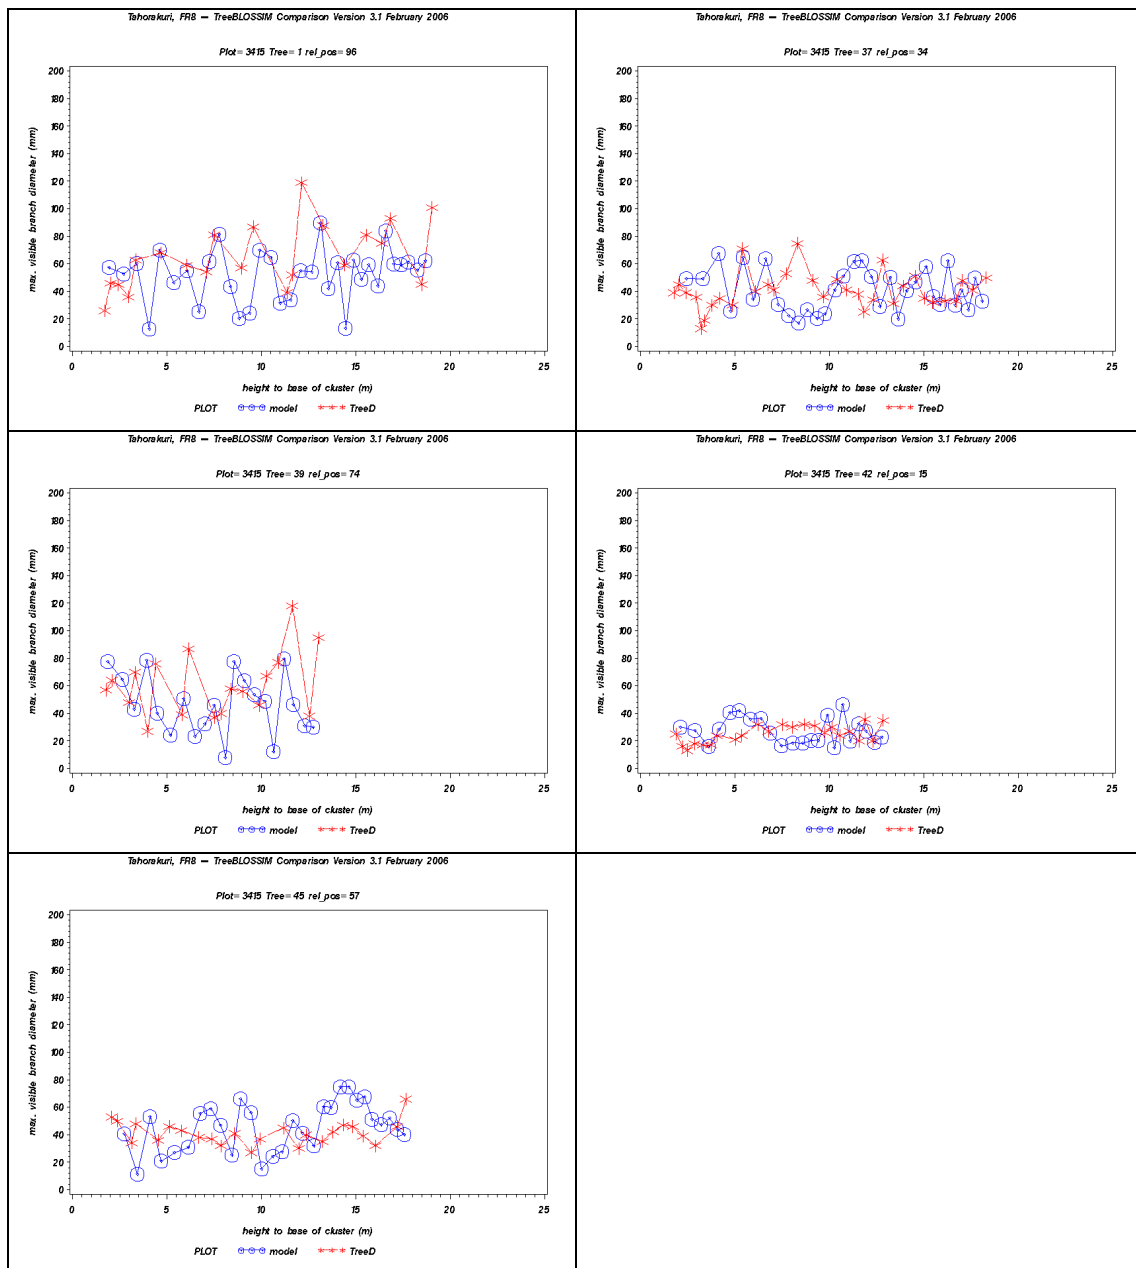 Tahorakuri, FR8 — TreeBLOSSIM Comparison Version 3.1 February 2006
Plot= 3415 Tree= 1 rel_pos= 96
max. visible branch diameter (mm)
200
180
160
140
120
100
80
60
40
20
0
0 5 10 15 20 25
height to base of cluster (m)
PLOT model TreeD
Tahorakuri, FR8 — TreeBLOSSIM Comparison Version 3.1 February 2006
Plot= 3415 Tree= 37 rel_pos= 34
max. visible branch diameter (mm)
200
180
160
140
120
100
80
60
40
20
0
0 5 10 15 20 25
height to base of cluster (m)
PLOT model TreeD
Tahorakuri, FR8 — TreeBLOSSIM Comparison Version 3.1 February 2006
Plot= 3415 Tree= 39 rel_pos= 74
max. visible branch diameter (mm)
200
180
160
140
120
100
80
60
40
20
0
0 5 10 15 20 25
height to base of cluster (m)
PLOT model TreeD
Tahorakuri, FR8 — TreeBLOSSIM Comparison Version 3.1 February 2006
Plot= 3415 Tree= 42 rel_pos= 15
max. visible branch diameter (mm)
200
180
160
140
120
100
80
60
40
20
0
0 5 10 15 20 25
height to base of cluster (m)
PLOT model TreeD
Tahorakuri, FR8 — TreeBLOSSIM Comparison Version 3.1 February 2006
Plot= 3415 Tree= 45 rel_pos= 57
max. visible branch diameter (mm)
200
180
160
140
120
100
80
60
40
20
0
0 5 10 15 20 25
height to base of cluster (m)
PLOT model TreeD